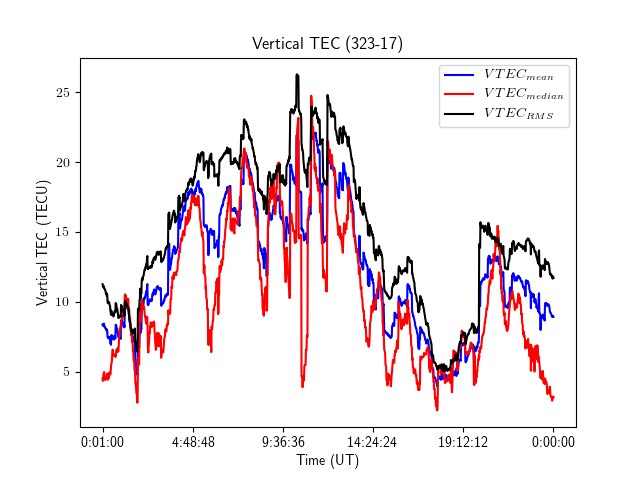 Vertical TEC (323-17)
VTEC_mean
VTEC_median
VTEC_RMS
Vertical TEC (TECU)
25
20
15
10
5
0:01:00 4:48:48 9:36:36 14:24:24 19:12:12 0:00:00
Time (UT)